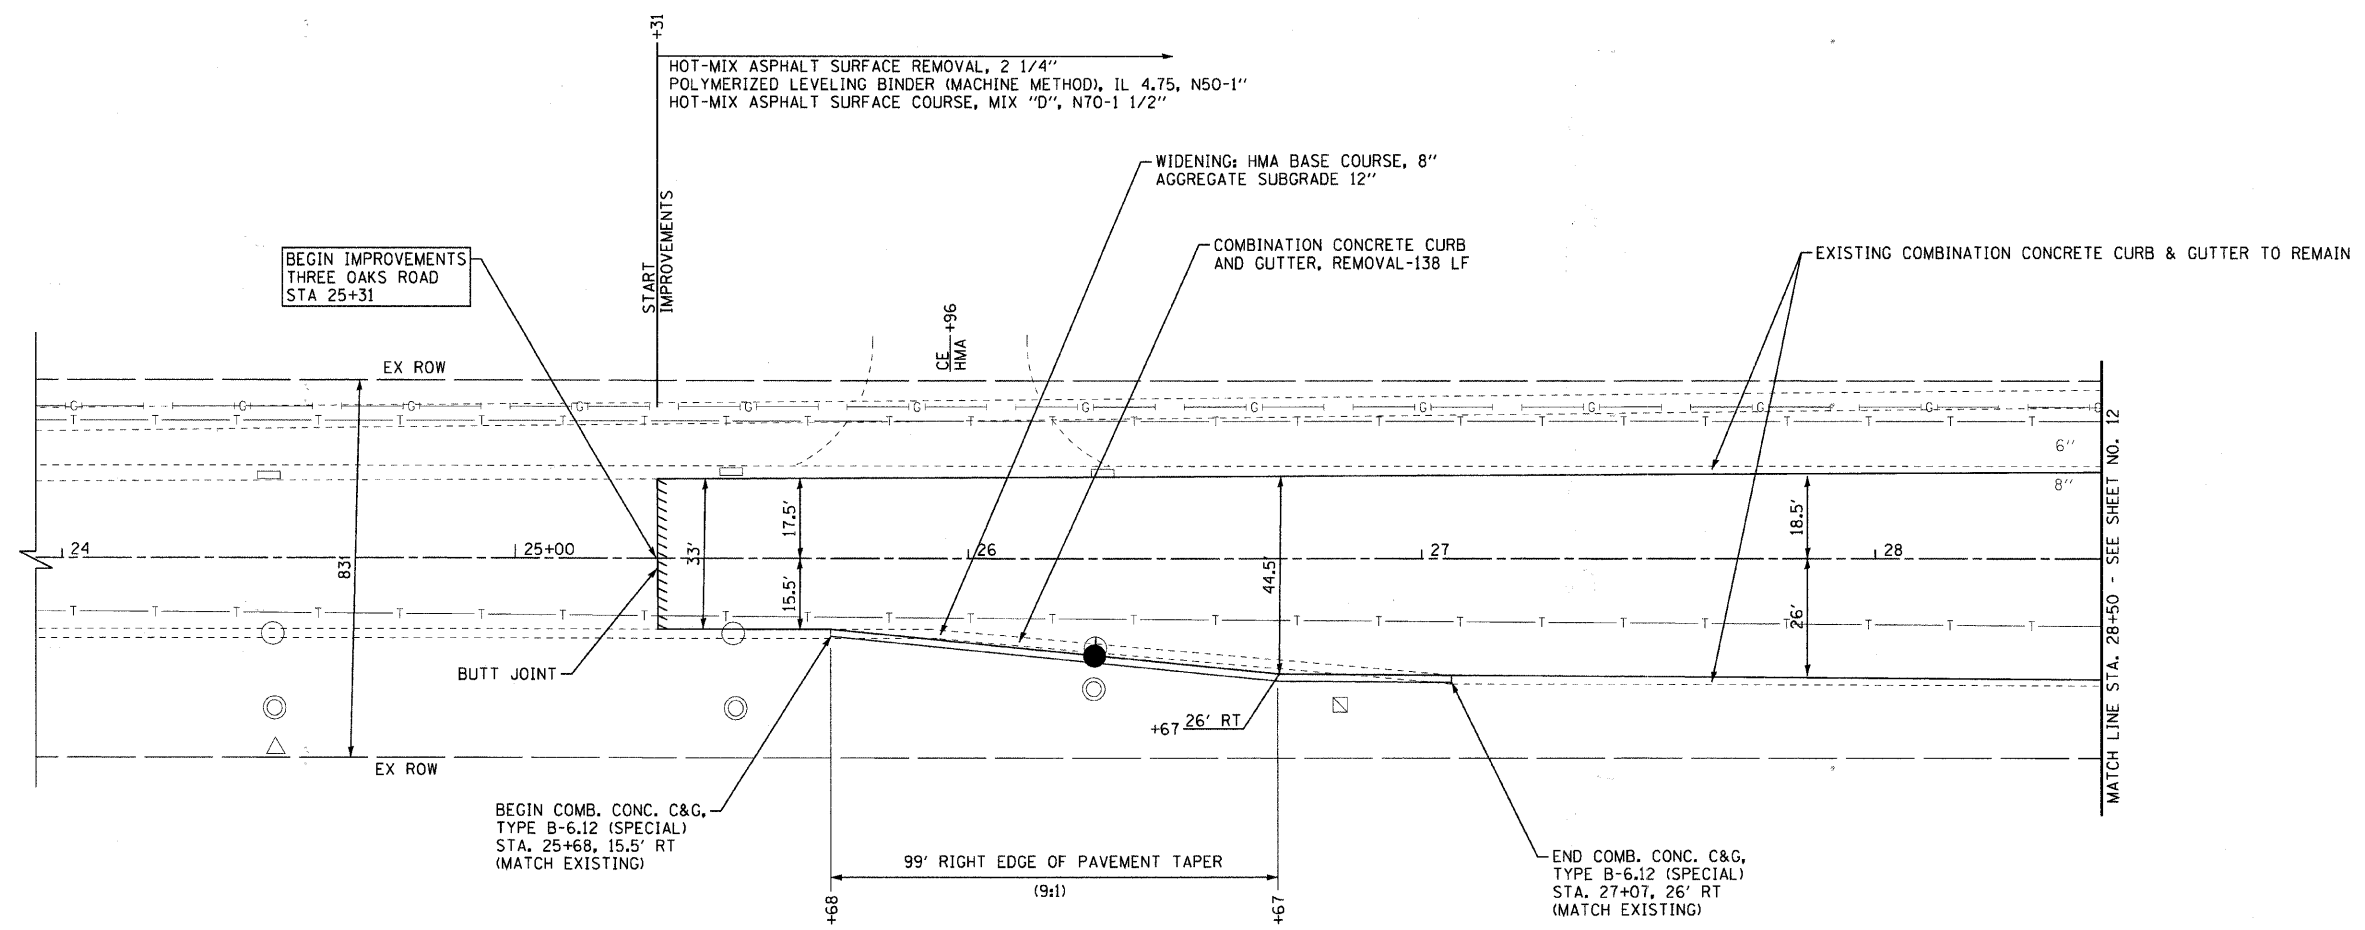 +31
HOT-MIX ASPHALT SURFACE REMOVAL, 2 1/4"
POLYMERIZED LEVELING BINDER (MACHINE METHOD), IL 4.75, N50-1"
HOT-MIX ASPHALT SURFACE COURSE, MIX "D", N70-1 1/2"
WIDENING: HMA BASE COURSE, 8"
AGGREGATE SUBGRADE 12"
START
IMPROVEMENTS
COMBINATION CONCRETE CURB
AND GUTTER, REMOVAL-138 LF
EXISTING COMBINATION CONCRETE CURB & GUTTER TO REMAIN
BEGIN IMPROVEMENTS
THREE OAKS ROAD
STA 25+31
CE +96
HMA
EX ROW
G G G G G G G G G G G G G
T T T T T T T T T T T T T T T T T T T T T T T T T
6"
8"
17.5'
18.5'
24
25+00
26
27
28
831
33'
15.5'
44.5'
26'
T T T T T T T T T T T T T T T T T T T T T T T T T
BUTT JOINT
+67 26' RT
EX ROW
MATCH LINE STA. 28+50 - SEE SHEET NO. 12
BEGIN COMB. CONC. C&G,
TYPE B-6.12 (SPECIAL)
STA. 25+68, 15.5' RT
(MATCH EXISTING)
99' RIGHT EDGE OF PAVEMENT TAPER
(9:1)
+68
+67
END COMB. CONC. C&G,
TYPE B-6.12 (SPECIAL)
STA. 27+07, 26' RT
(MATCH EXISTING)